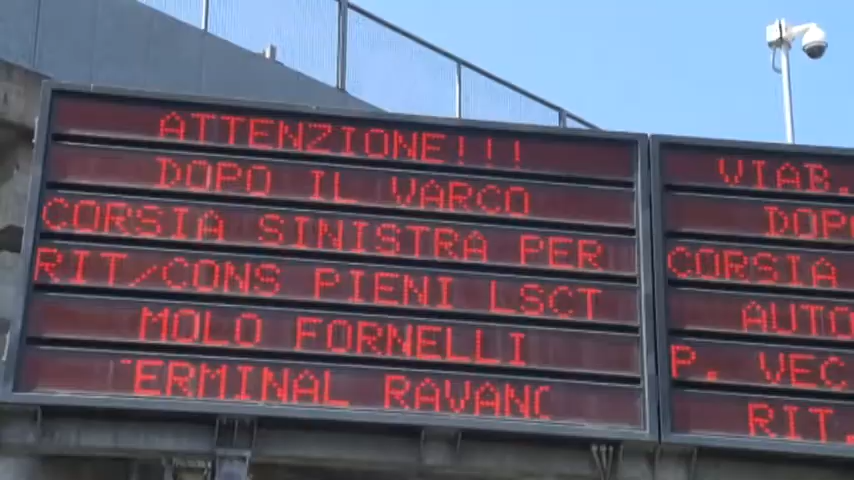 ATTENZIONE!!!
DOPO IL VARCO
CORSIA SINISTRA PER
RIT/CONS PIENI LSCT
MOLO FORNELLI
TERMINAL RAVANO
VIAB.
DOPO
CORSIA
AUTO
P. VEC
RIT.